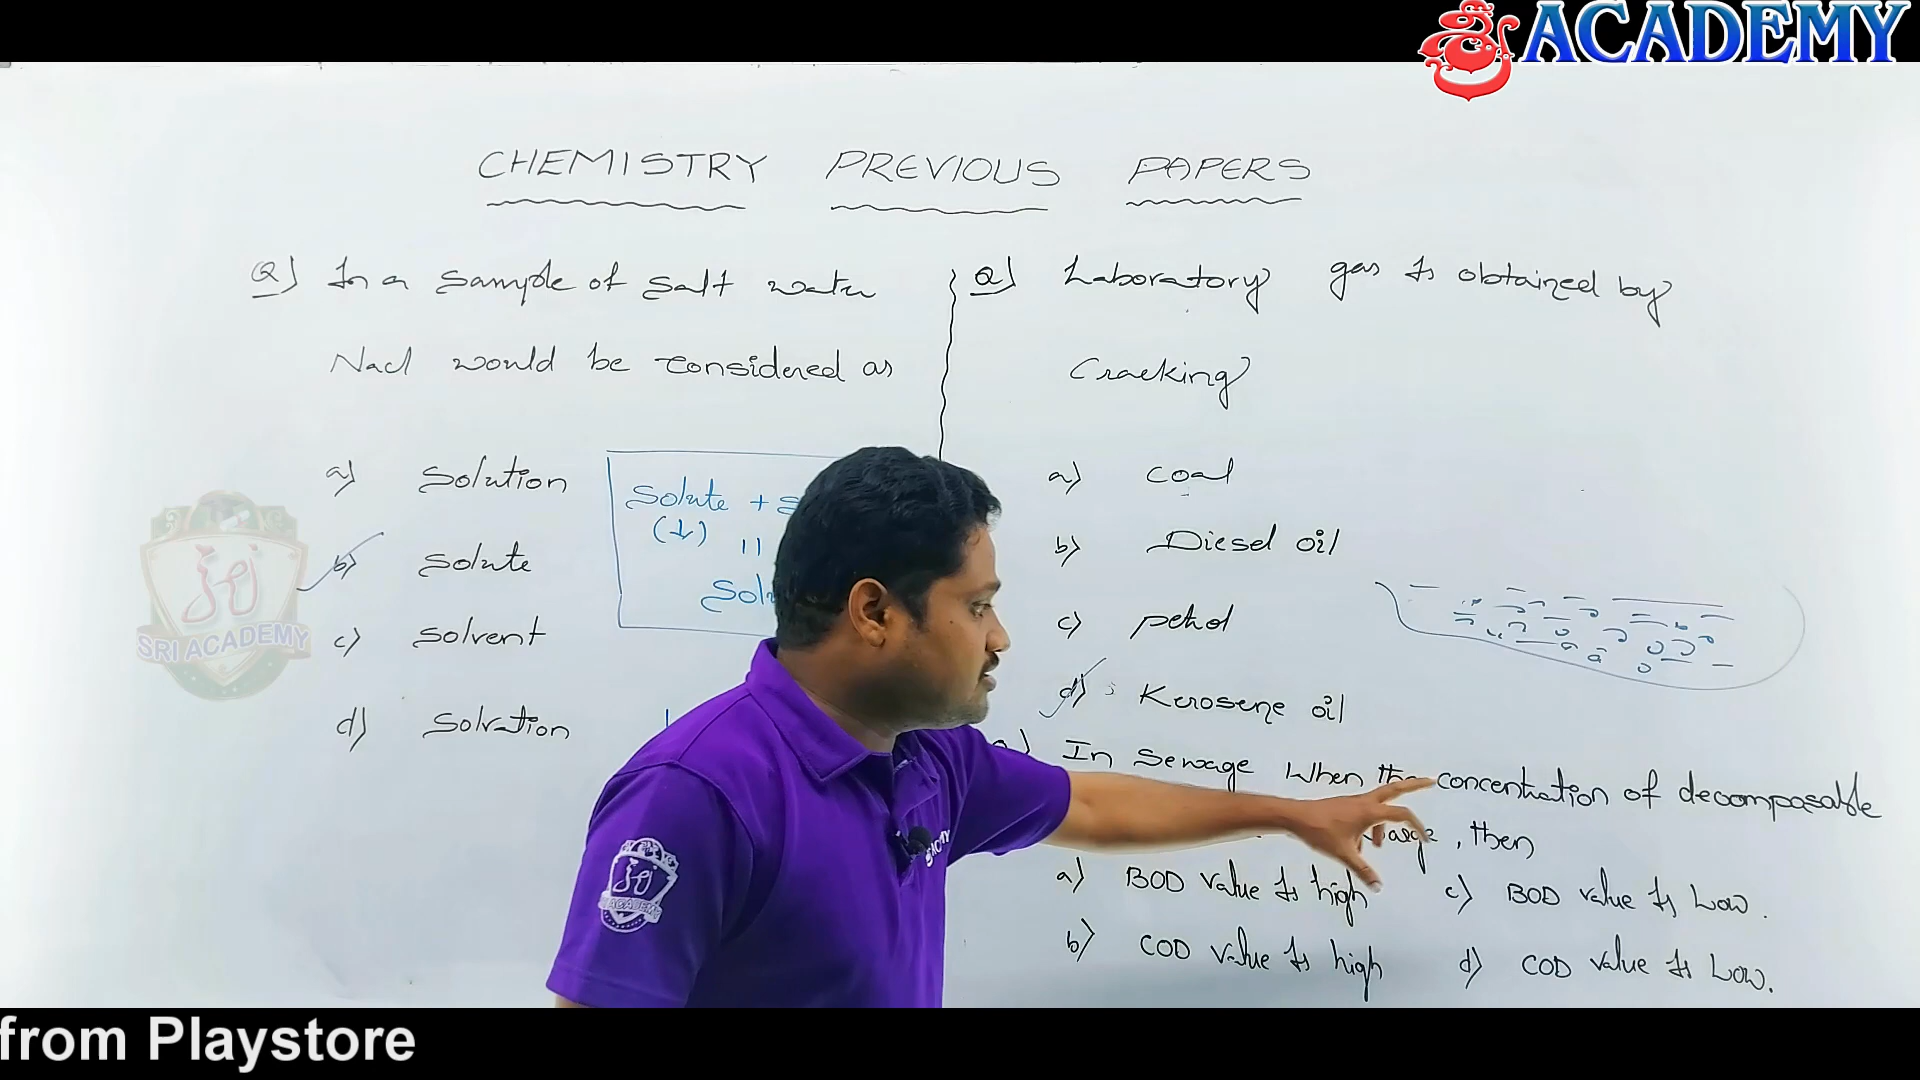 ACADEMY
CHEMISTRY PREVIOUS PAPERS
Q) In a sample of salt water
Nacl would be considered as
a) solution
b) solute
c) solvent
d) solvation
Solute +
(↓)
11
Q) Laboratory gas Is obtained by
Cracking
a) coal
b) Diesel oil
c) petrol
d) Kerosene oil
In Sewage when the concentration of decomposable
, then
a) BOD value Is high
c) BOD value Is Low.
b) COD value Is high
d) COD value Is Low.
SRI ACADEMY
from Playstore